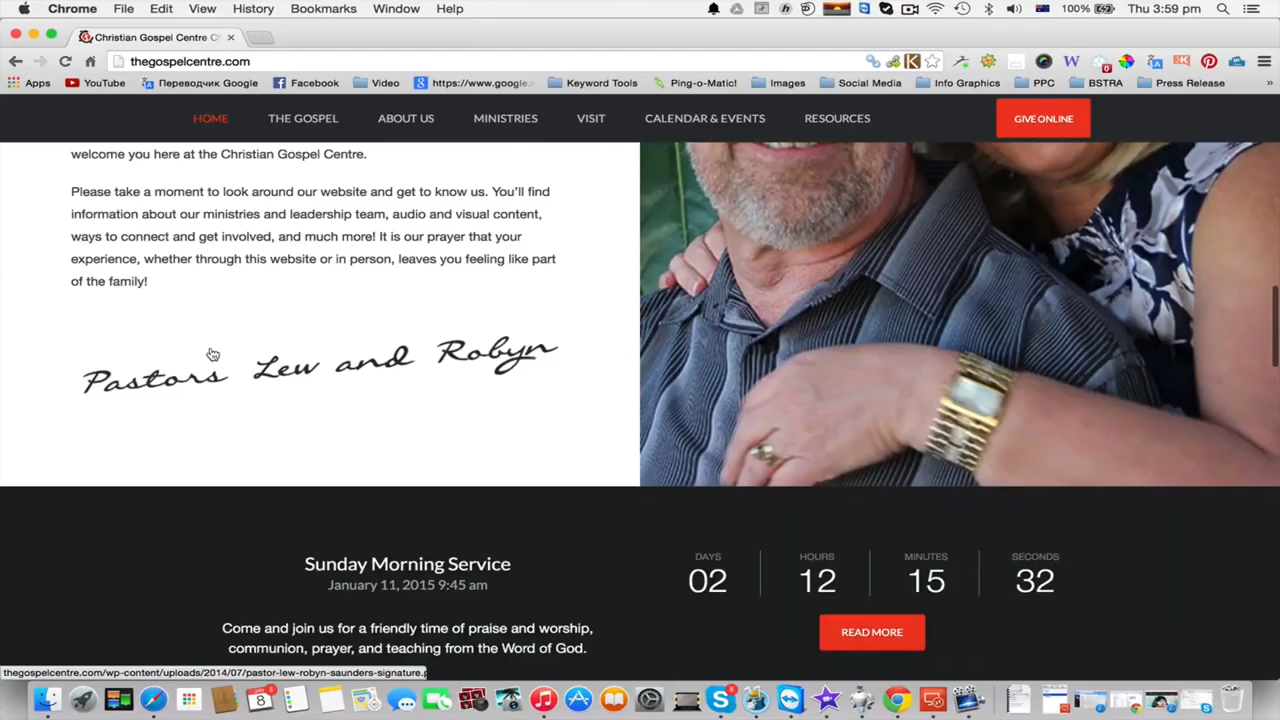 Chrome File Edit View History Bookmarks Window Help 100% Thu 3:59 pm
Christian Gospel Centre C
thegospelcentre.com
Apps YouTube Переводчик Google Facebook Video https://www.google. Keyword Tools Ping-o-Matic! Images Social Media Info Graphics PPC BSTRA Press Release
HOME THE GOSPEL ABOUT US MINISTRIES VISIT CALENDAR & EVENTS RESOURCES GIVE ONLINE
welcome you here at the Christian Gospel Centre.
Please take a moment to look around our website and get to know us. You'll find
information about our ministries and leadership team, audio and visual content,
ways to connect and get involved, and much more! It is our prayer that your
experience, whether through this website or in person, leaves you feeling like part
of the family!
Pastors Lew and Robyn
Sunday Morning Service
January 11, 2015 9:45 am
Come and join us for a friendly time of praise and worship,
communion, prayer, and teaching from the Word of God.
DAYS HOURS MINUTES SECONDS
02 12 15 32
READ MORE
thegospelcentre.com/wp-content/uploads/2014/07/pastor-lew-robyn-saunders-signature.p